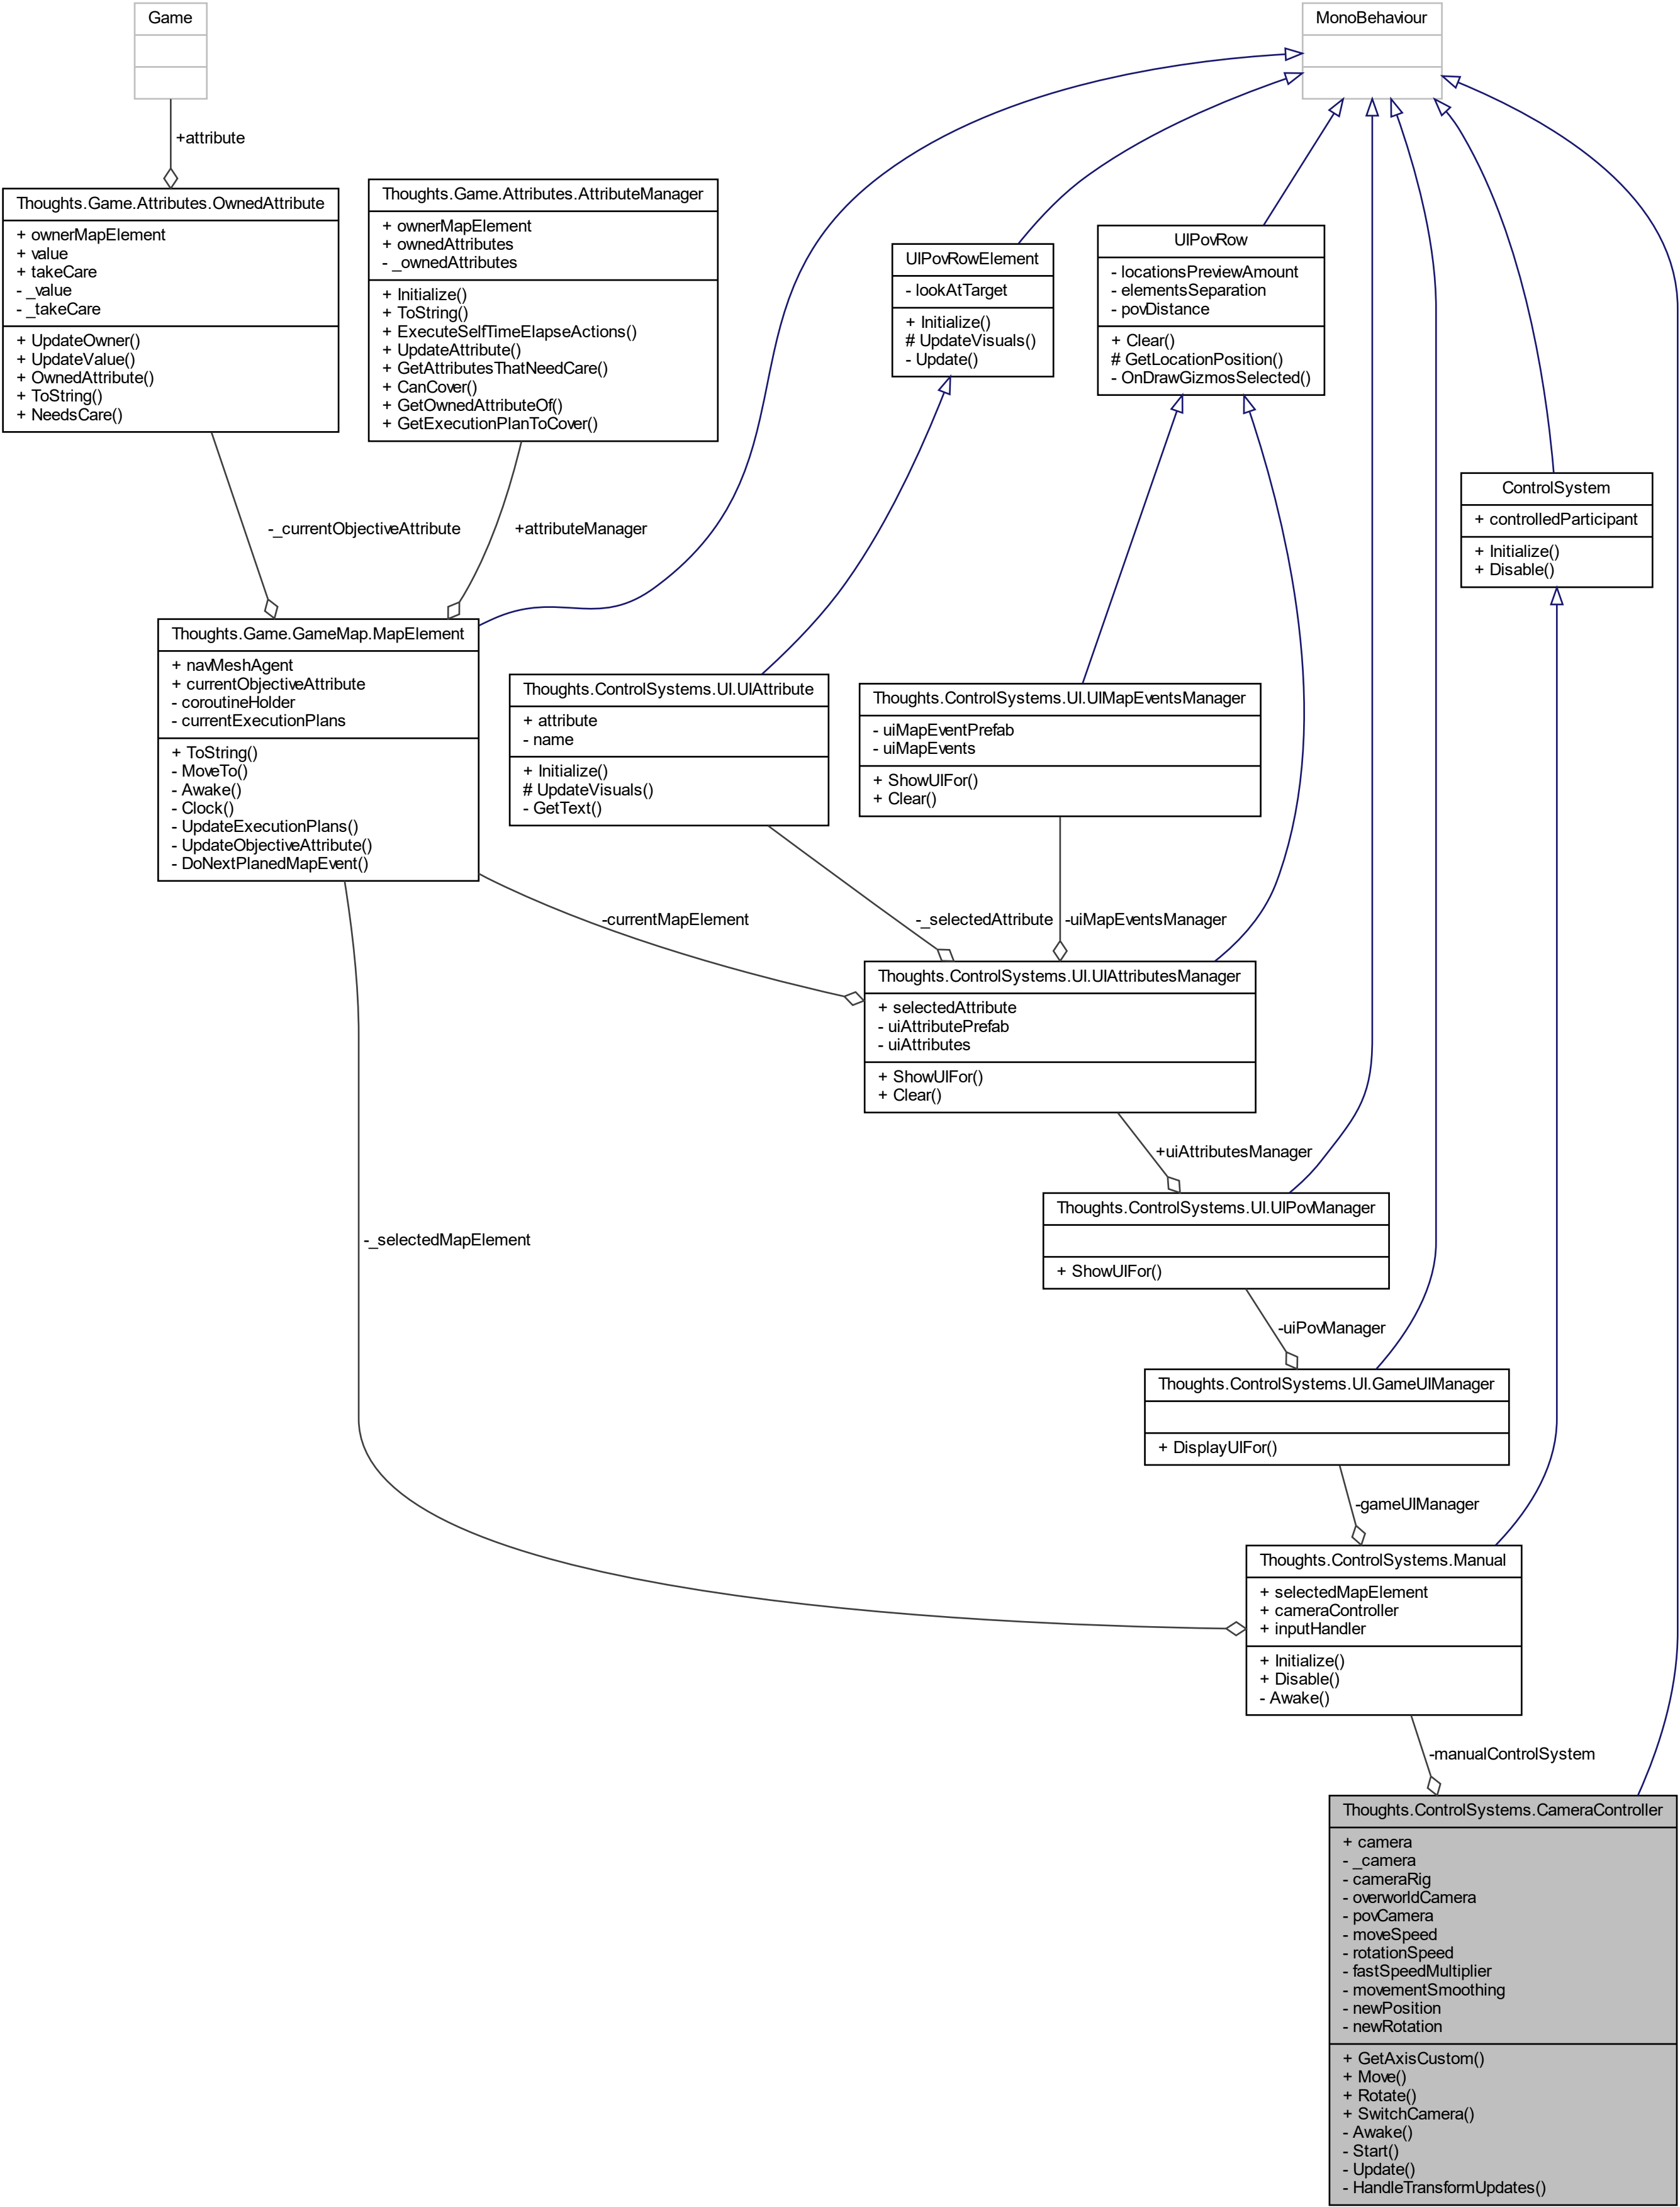 Game
MonoBehaviour
+attribute
Thoughts.Game.Attributes.OwnedAttribute
+ ownerMapElement
+ value
+ takeCare
- _value
- _takeCare
+ UpdateOwner()
+ UpdateValue()
+ OwnedAttribute()
+ ToString()
+ NeedsCare()
Thoughts.Game.Attributes.AttributeManager
+ ownerMapElement
+ ownedAttributes
- _ownedAttributes
+ Initialize()
+ ToString()
+ ExecuteSelfTimeElapseActions()
+ UpdateAttribute()
+ GetAttributesThatNeedCare()
+ CanCover()
+ GetOwnedAttributeOf()
+ GetExecutionPlanToCover()
UIPovRowElement
- lookAtTarget
+ Initialize()
# UpdateVisuals()
- Update()
UIPovRow
- locationsPreviewAmount
- elementsSeparation
- povDistance
+ Clear()
# GetLocationPosition()
- OnDrawGizmosSelected()
ControlSystem
+ controlledParticipant
+ Initialize()
+ Disable()
-_currentObjectiveAttribute
+attributeManager
Thoughts.Game.GameMap.MapElement
+ navMeshAgent
+ currentObjectiveAttribute
- coroutineHolder
- currentExecutionPlans
+ ToString()
- MoveTo()
- Awake()
- Clock()
- UpdateExecutionPlans()
- UpdateObjectiveAttribute()
- DoNextPlanedMapEvent()
Thoughts.ControlSystems.UI.UIAttribute
+ attribute
- name
+ Initialize()
# UpdateVisuals()
- GetText()
Thoughts.ControlSystems.UI.UIMapEventsManager
- uiMapEventPrefab
- uiMapEvents
+ ShowUIFor()
+ Clear()
-currentMapElement
-_selectedAttribute
-uiMapEventsManager
Thoughts.ControlSystems.UI.UIAttributesManager
+ selectedAttribute
- uiAttributePrefab
- uiAttributes
+ ShowUIFor()
+ Clear()
+uiAttributesManager
Thoughts.ControlSystems.UI.UIPovManager
+ ShowUIFor()
-_selectedMapElement
-uiPovManager
Thoughts.ControlSystems.UI.GameUIManager
+ DisplayUIFor()
-gameUIManager
Thoughts.ControlSystems.Manual
+ selectedMapElement
+ cameraController
+ inputHandler
+ Initialize()
+ Disable()
- Awake()
-manualControlSystem
Thoughts.ControlSystems.CameraController
+ camera
- _camera
- cameraRig
- overworldCamera
- povCamera
- moveSpeed
- rotationSpeed
- fastSpeedMultiplier
- movementSmoothing
- newPosition
- newRotation
+ GetAxisCustom()
+ Move()
+ Rotate()
+ SwitchCamera()
- Awake()
- Start()
- Update()
- HandleTransformUpdates()